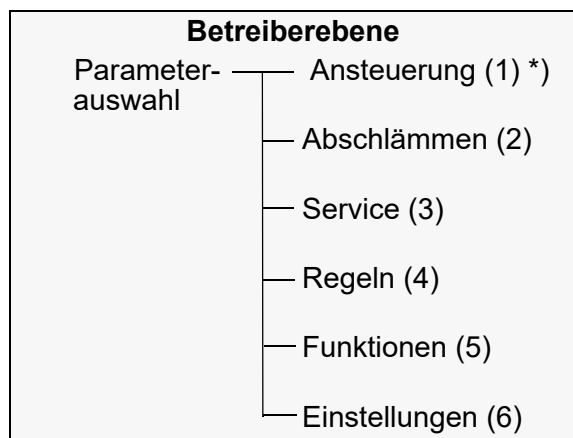 Betreiberebene
Parameter- Ansteuerung (1) *)
auswahl
Abschlämmen (2)
Service (3)
Regeln (4)
Funktionen (5)
Einstellungen (6)